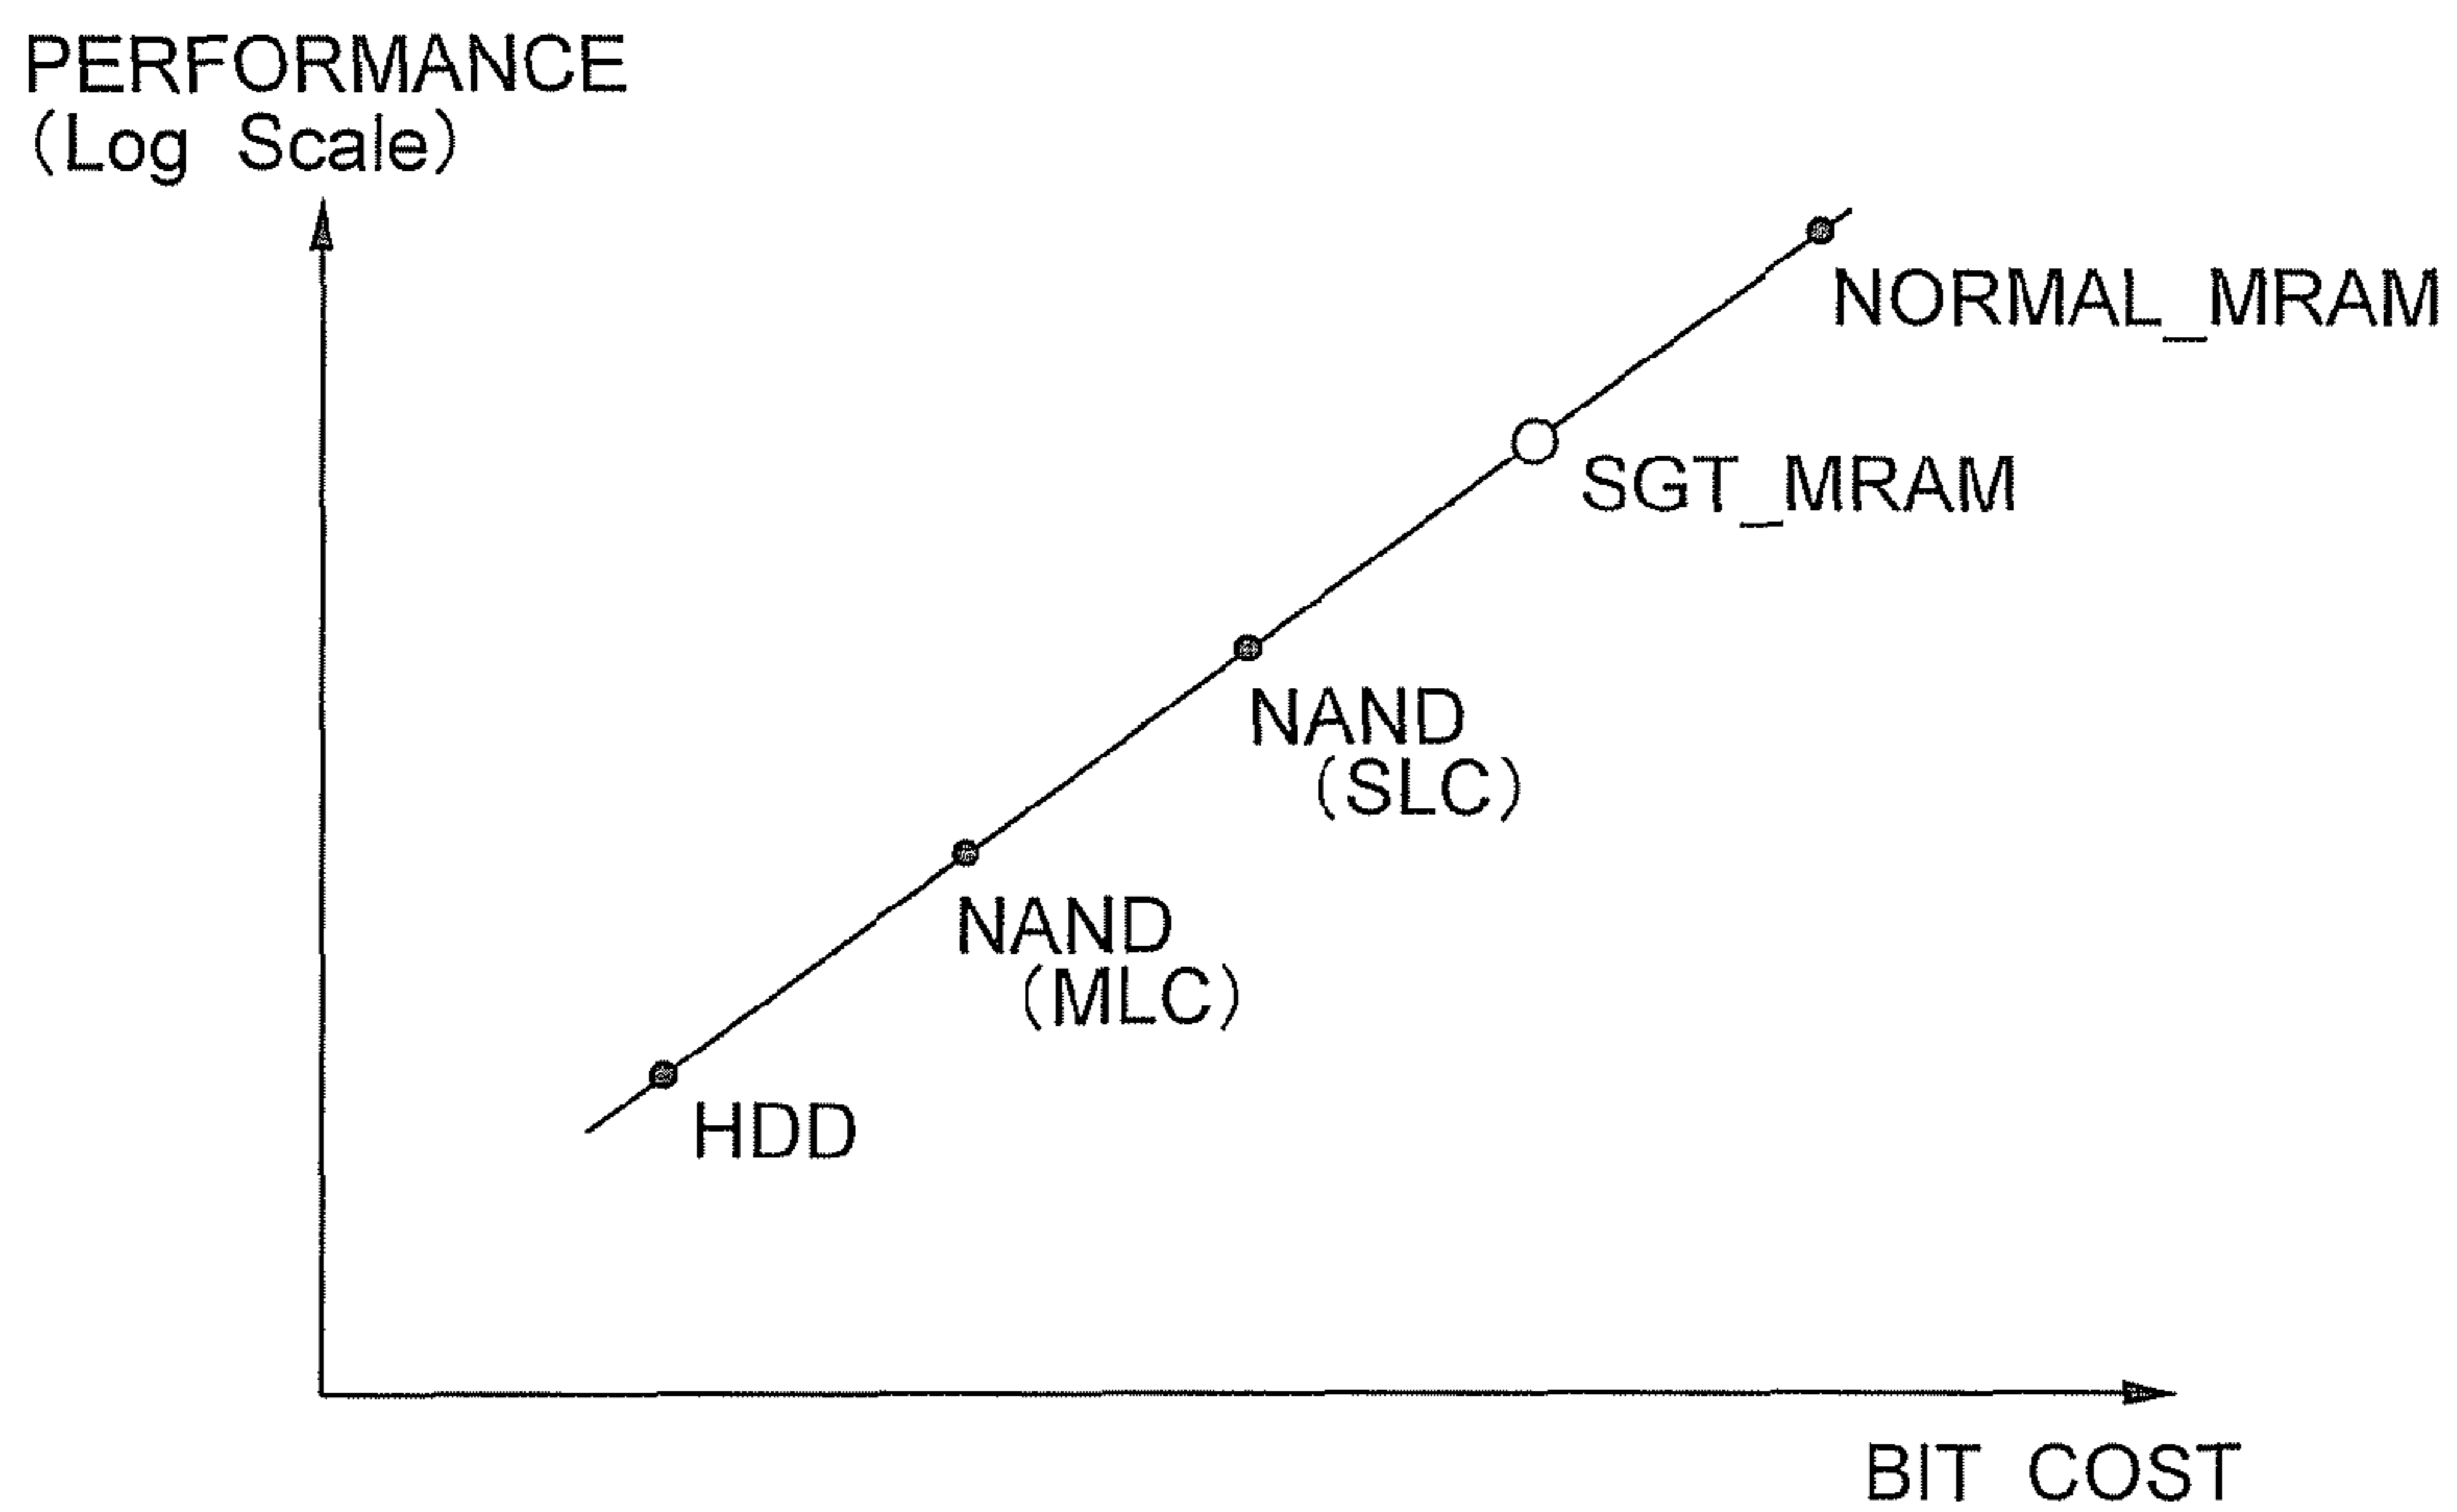 PERFORMANCE
(Log Scale)
NORMAL_MRAM
SGT_MRAM
NAND
(SLC)
NAND
(MLC)
HDD
BIT COST